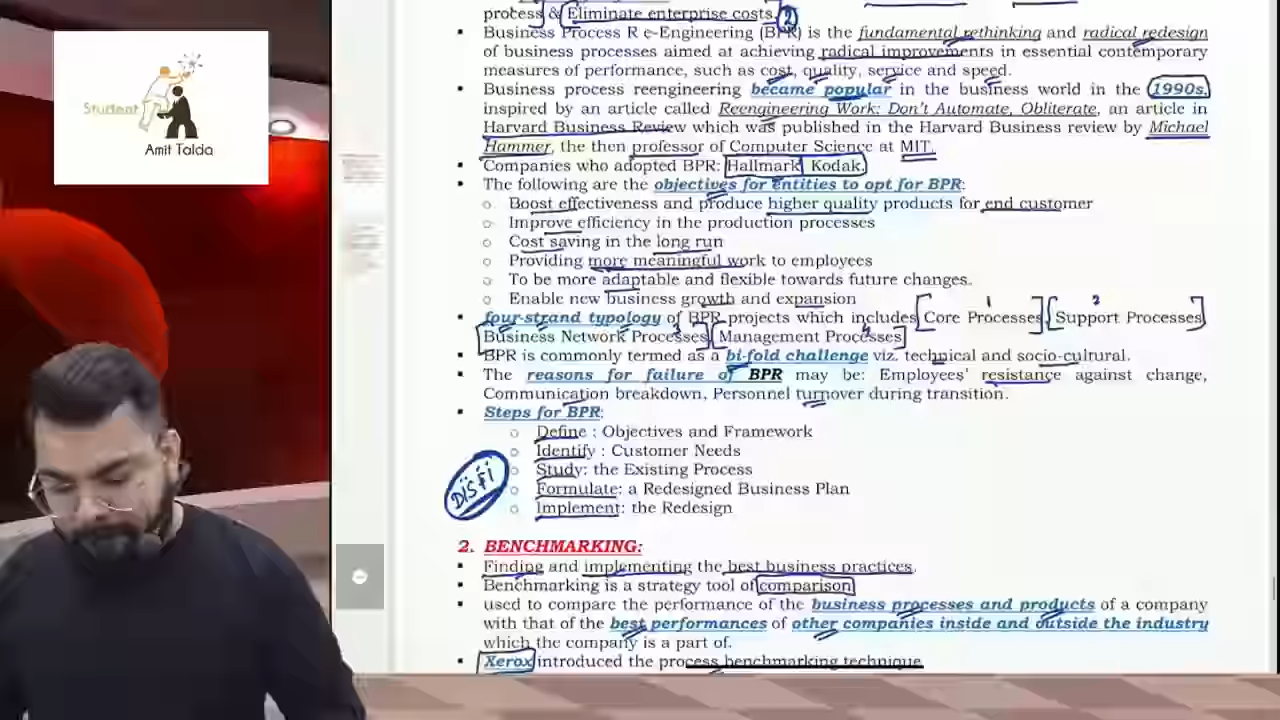 Student
Amit Talda
process & Eliminate enterprise costs. 2
Business Process R e-Engineering (BPR) is the fundamental rethinking and radical redesign
of business processes aimed at achieving radical improvements in essential contemporary
measures of performance, such as cost, quality, service and speed.
Business process reengineering became popular in the business world in the 1990s,
inspired by an article called Reengineering Work: Don't Automate, Obliterate, an article in
Harvard Business Review which was published in the Harvard Business review by Michael
Hammer, the then professor of Computer Science at MIT.
Companies who adopted BPR: Hallmark Kodak.
The following are the objectives for entities to opt for BPR:
Boost effectiveness and produce higher quality products for end customer
Improve efficiency in the production processes
Cost saving in the long run
Providing more meaningful work to employees
To be more adaptable and flexible towards future changes.
Enable new business growth and expansion
four-strand typology of BPR projects which includes Core Processes, Support Processes,
Business Network Processes, Management Processes
BPR is commonly termed as a bi-fold challenge viz. technical and socio-cultural.
The reasons for failure of BPR may be: Employees' resistance against change,
Communication breakdown, Personnel turnover during transition.
Steps for BPR:
Define : Objectives and Framework
Identify : Customer Needs
Study: the Existing Process
Formulate: a Redesigned Business Plan
Implement: the Redesign
DISFI
2. BENCHMARKING:
Finding and implementing the best business practices.
Benchmarking is a strategy tool of comparison
used to compare the performance of the business processes and products of a company
with that of the best performances of other companies inside and outside the industry
which the company is a part of.
Xerox introduced the process benchmarking technique